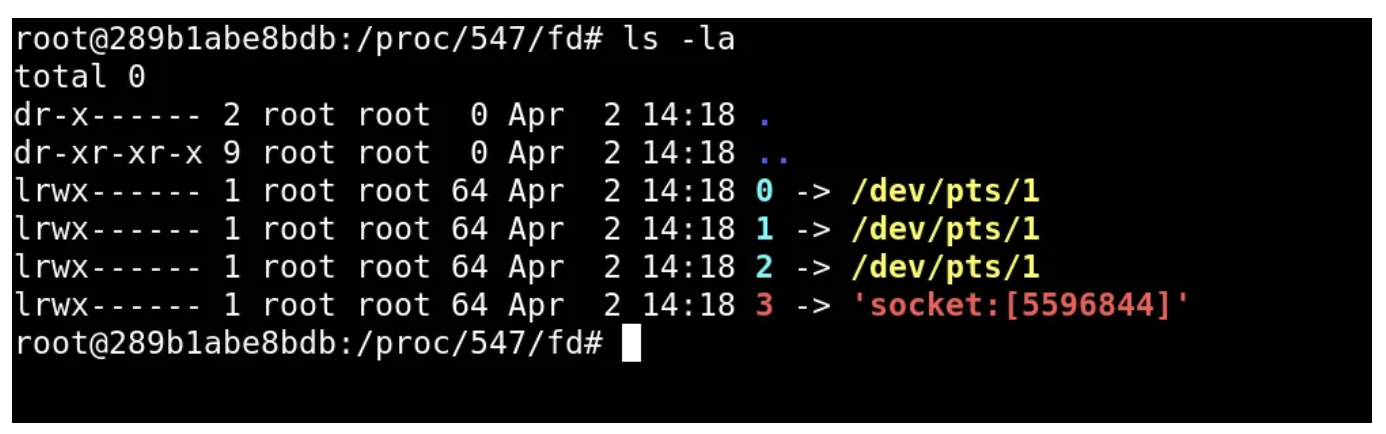 root@289b1abe8bdb:/proc/547/fd# ls -la
total 0
dr-x------ 2 root root  0 Apr  2 14:18 .
dr-xr-xr-x 9 root root  0 Apr  2 14:18 ..
lrwx------ 1 root root 64 Apr  2 14:18 0 -> /dev/pts/1
lrwx------ 1 root root 64 Apr  2 14:18 1 -> /dev/pts/1
lrwx------ 1 root root 64 Apr  2 14:18 2 -> /dev/pts/1
lrwx------ 1 root root 64 Apr  2 14:18 3 -> 'socket:[5596844]'
root@289b1abe8bdb:/proc/547/fd#